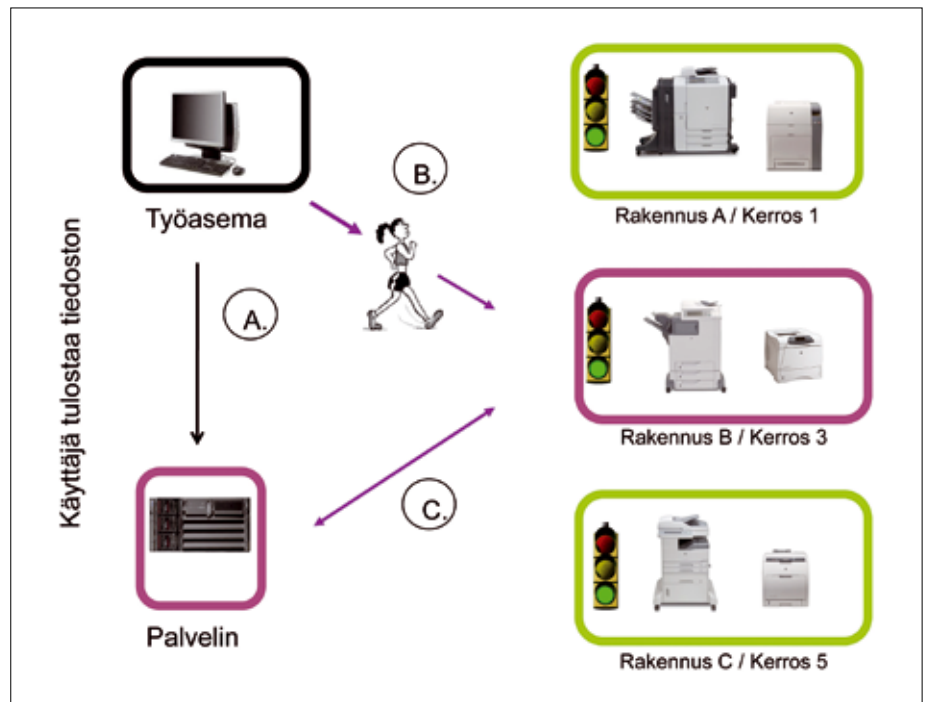 Työasema
B.
Rakennus A / Kerros 1
A.
Käyttäjä tulostaa tiedoston
Rakennus B / Kerros 3
C.
Palvelin
Rakennus C / Kerros 5